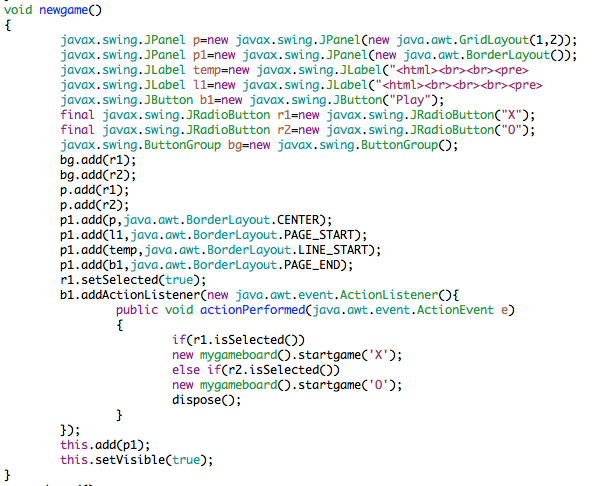 void newgame()
{
javax.swing.JPanel p=new javax.swing.JPanel(new java.awt.GridLayout(1,2));
javax.swing.JPanel p1=new javax.swing.JPanel(new java.awt.BorderLayout());
javax.swing.JLabel temp=new javax.swing.JLabel("<html><br><br><pre>
javax.swing.JLabel l1=new javax.swing.JLabel("<html><br><br><br><pre>
javax.swing.JButton b1=new javax.swing.JButton("Play");
final javax.swing.JRadioButton r1=new javax.swing.JRadioButton("X");
final javax.swing.JRadioButton r2=new javax.swing.JRadioButton("O");
javax.swing.ButtonGroup bg=new javax.swing.ButtonGroup();
bg.add(r1);
bg.add(r2);
p.add(r1);
p.add(r2);
p1.add(p,java.awt.BorderLayout.CENTER);
p1.add(l1,java.awt.BorderLayout.PAGE_START);
p1.add(temp,java.awt.BorderLayout.LINE_START);
p1.add(b1,java.awt.BorderLayout.PAGE_END);
r1.setSelected(true);
b1.addActionListener(new java.awt.event.ActionListener(){
public void actionPerformed(java.awt.event.ActionEvent e)
{
if(r1.isSelected())
new mygameboard().startgame('X');
else if(r2.isSelected())
new mygameboard().startgame('O');
dispose();
}
});
this.add(p1);
this.setVisible(true);
}